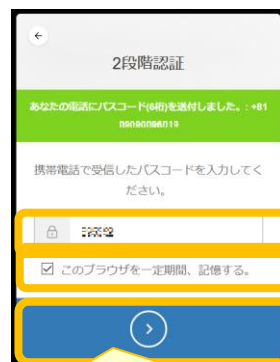 2段階認証
あなたの電話にパスコード(6桁)を送付しました。: +81
携帯電話で受信したパスコードを入力してく
ださい。
このブラウザを一定期間、記憶する。